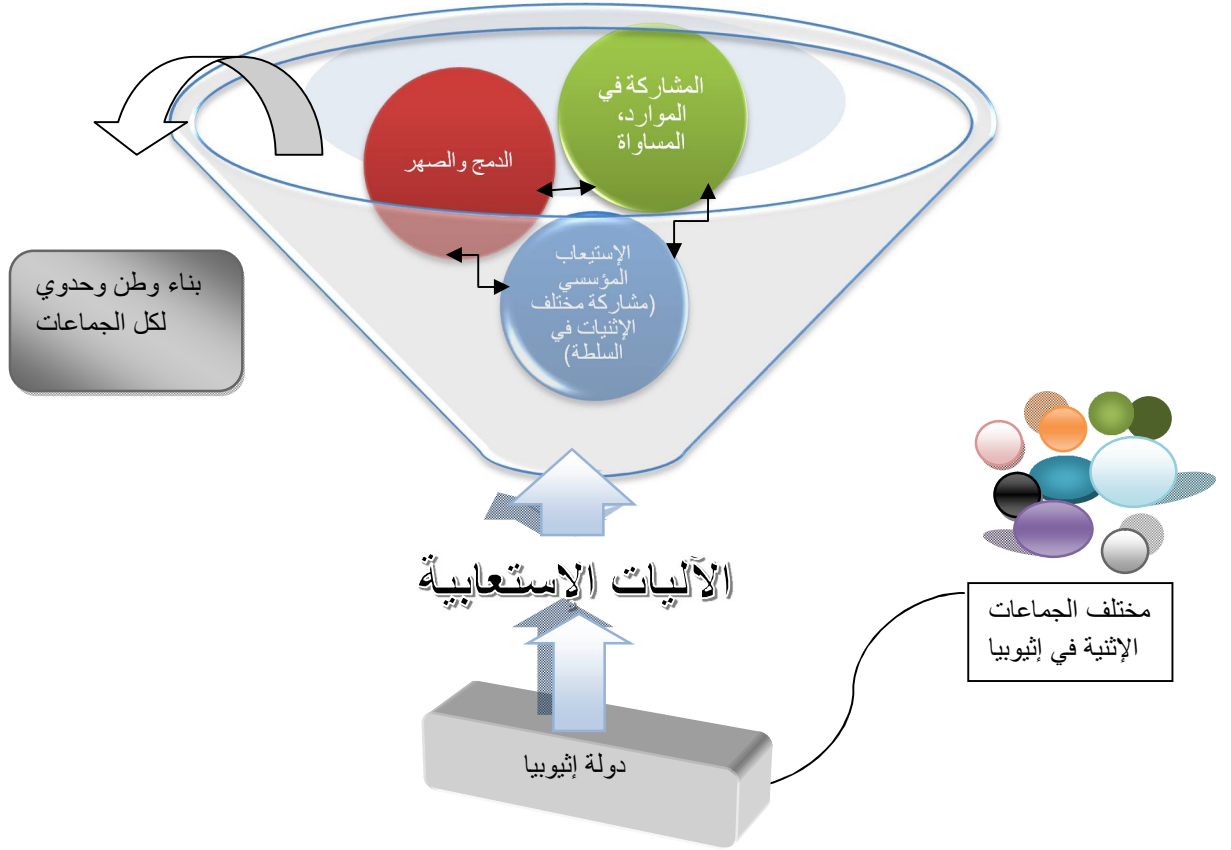 المشاركة في
الموارد،
المساواة
الدمج والصهر
الإستيعاب
المؤسسي
(مشاركة مختلف
الإثنيات في
السلطة)
بناء وطن وحدوي
لكل الجماعات
الآليات الإستعابية
مختلف الجماعات
الإثنية في إثيوبيا
دولة إثيوبيا